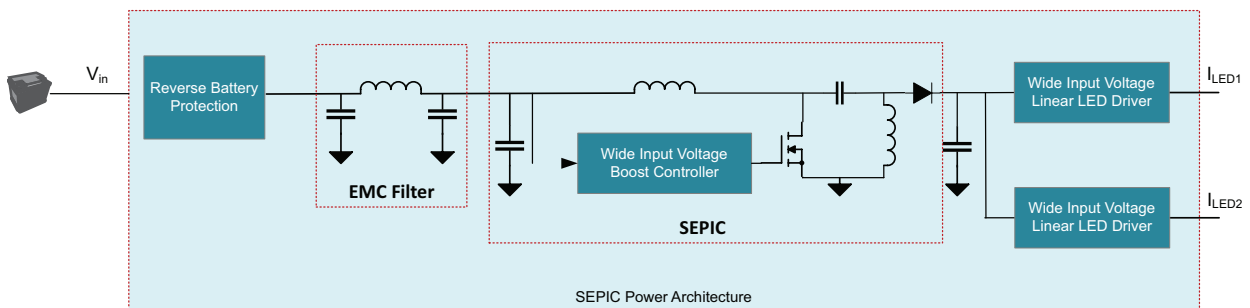 V_in
Reverse Battery
Protection
EMC Filter
Wide Input Voltage
Boost Controller
SEPIC
Wide Input Voltage
Linear LED Driver
I_LED1
Wide Input Voltage
Linear LED Driver
I_LED2
SEPIC Power Architecture